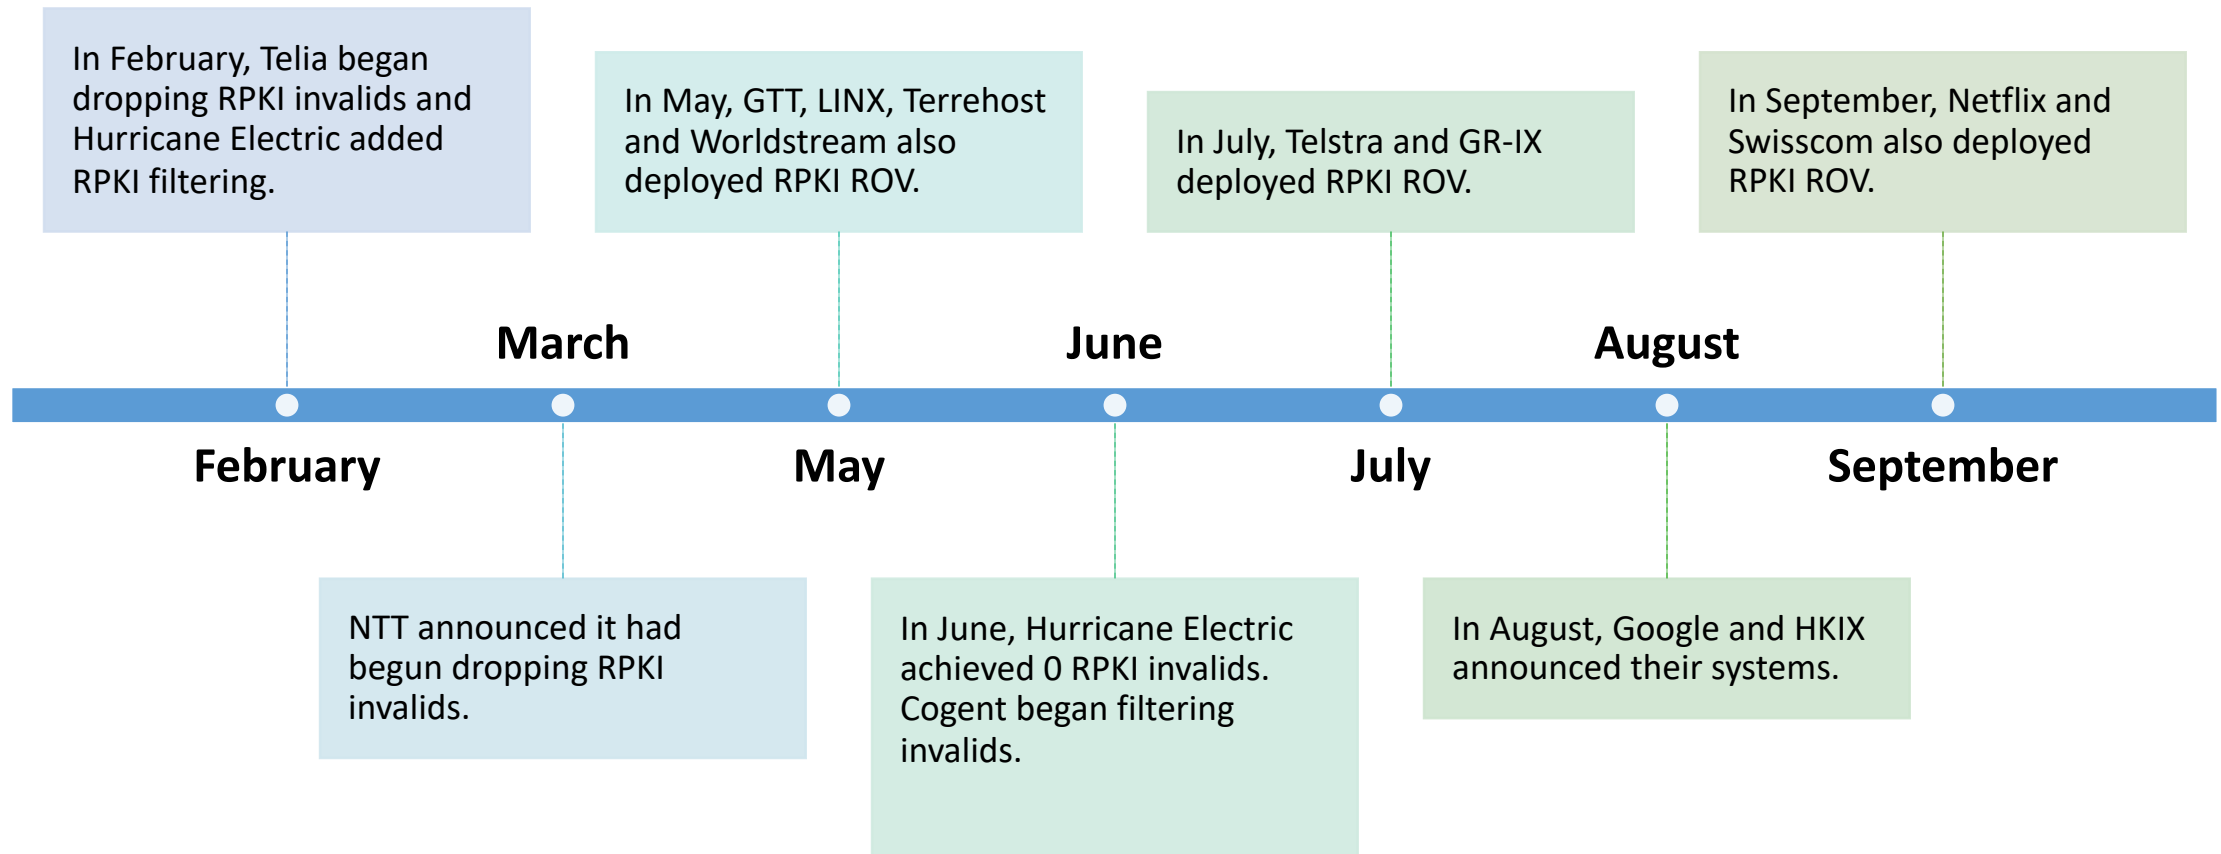 In February, Telia began
dropping RPKI invalids and
Hurricane Electric added
RPKI filtering.
In May, GTT, LINX, Terrehost
and Worldstream also
deployed RPKI ROV.
In July, Telstra and GR-IX
deployed RPKI ROV.
In September, Netflix and
Swisscom also deployed
RPKI ROV.
March
June
August
February
May
July
September
NTT announced it had
begun dropping RPKI
invalids.
In June, Hurricane Electric
achieved 0 RPKI invalids.
Cogent began filtering
invalids.
In August, Google and HKIX
announced their systems.